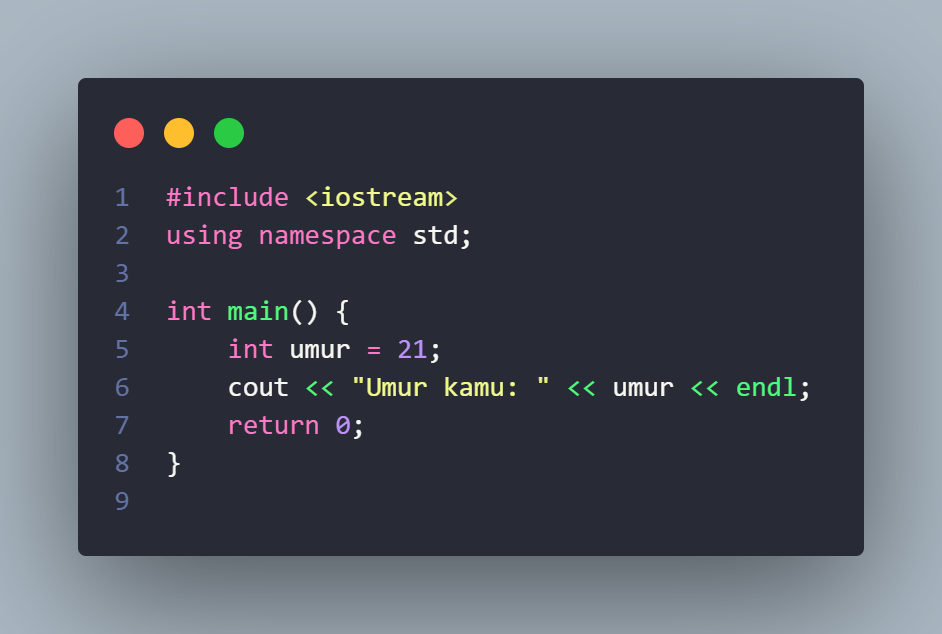 1 #include <iostream>
2 using namespace std;
3
4 int main() {
5     int umur = 21;
6     cout << "Umur kamu: " << umur << endl;
7     return 0;
8 }
9